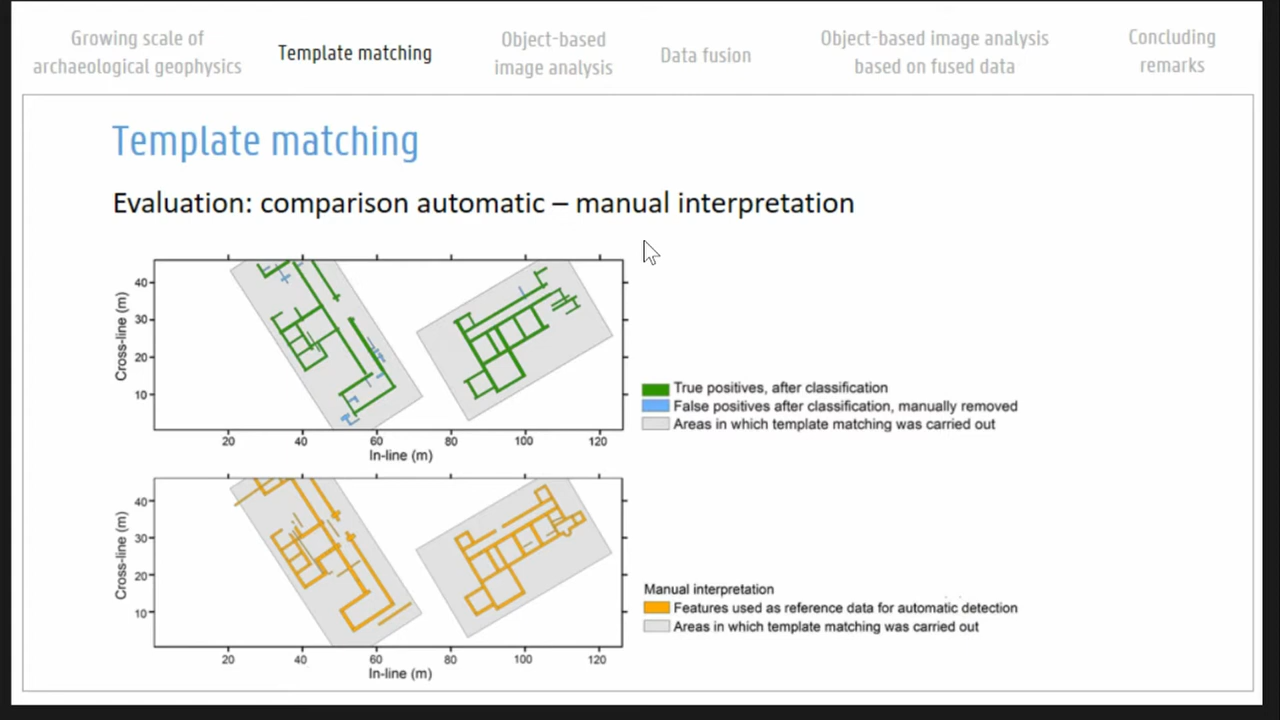 Growing scale of
archaeological geophysics
Template matching
Object-based
image analysis
Data fusion
Object-based image analysis
based on fused data
Concluding
remarks
Template matching
Evaluation: comparison automatic – manual interpretation
Cross-line (m)
40
30
20
10
20 40 60 80 100 120
In-line (m)
True positives, after classification
False positives after classification, manually removed
Areas in which template matching was carried out
Cross-line (m)
40
30
20
10
20 40 60 80 100 120
In-line (m)
Manual interpretation
Features used as reference data for automatic detection
Areas in which template matching was carried out